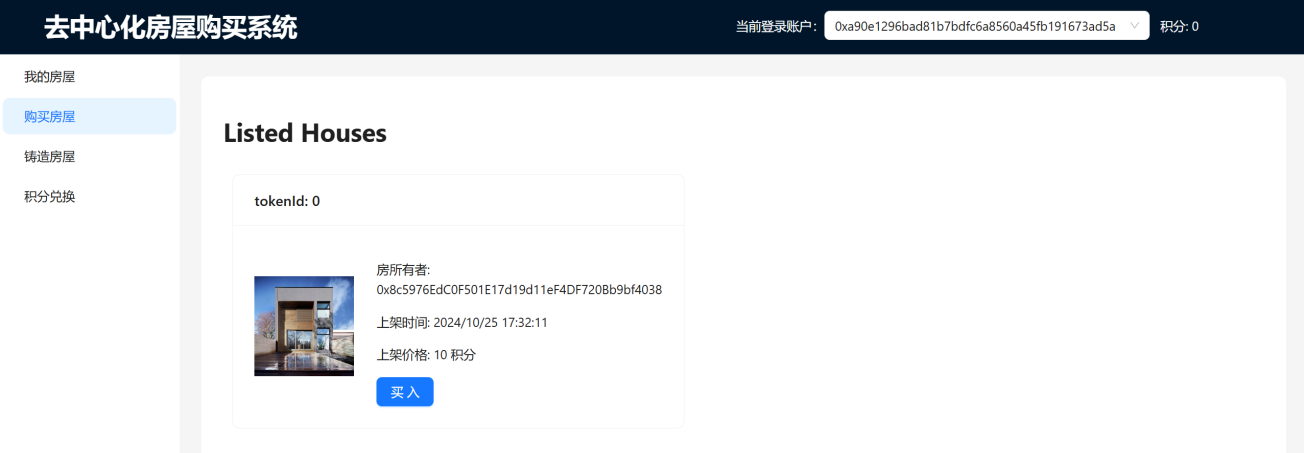 去中心化房屋购买系统
当前登录账户: 0xa90e1296bad81b7bdfc6a8560a45fb191673ad5a 积分: 0
我的房屋
购买房屋
铸造房屋
积分兑换
Listed Houses
tokenId: 0
房所有者:
0x8c5976EdC0F501E17d19d11eF4DF720Bb9bf4038
上架时间: 2024/10/25 17:32:11
上架价格: 10 积分
买 入